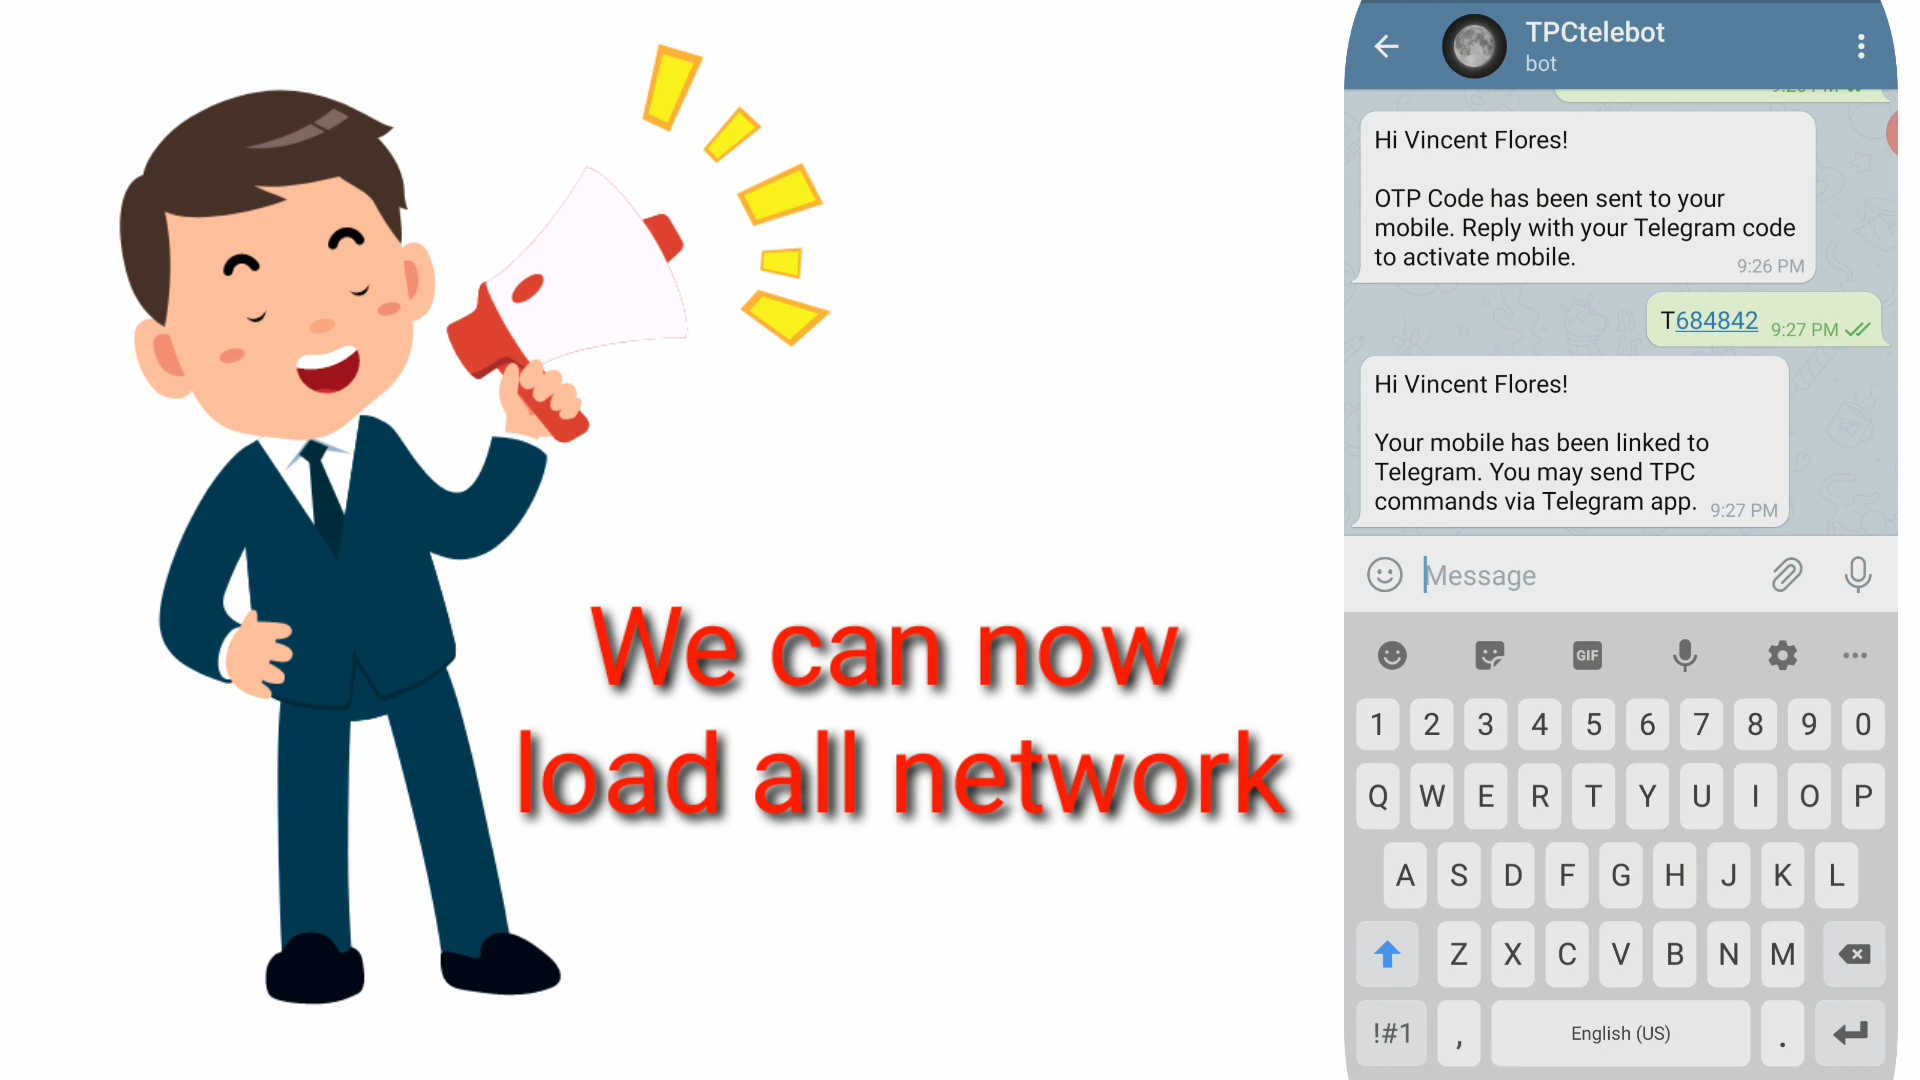 We can now
load all network
TPCtelebot
bot
Hi Vincent Flores!
OTP Code has been sent to your
mobile. Reply with your Telegram code
to activate mobile.
9:26 PM
T684842 9:27 PM
Hi Vincent Flores!
Your mobile has been linked to
Telegram. You may send TPC
commands via Telegram app. 9:27 PM
Message
GIF
1 2 3 4 5 6 7 8 9 0
Q W E R T Y U I O P
A S D F G H J K L
Z X C V B N M
!#1 , English (US) .